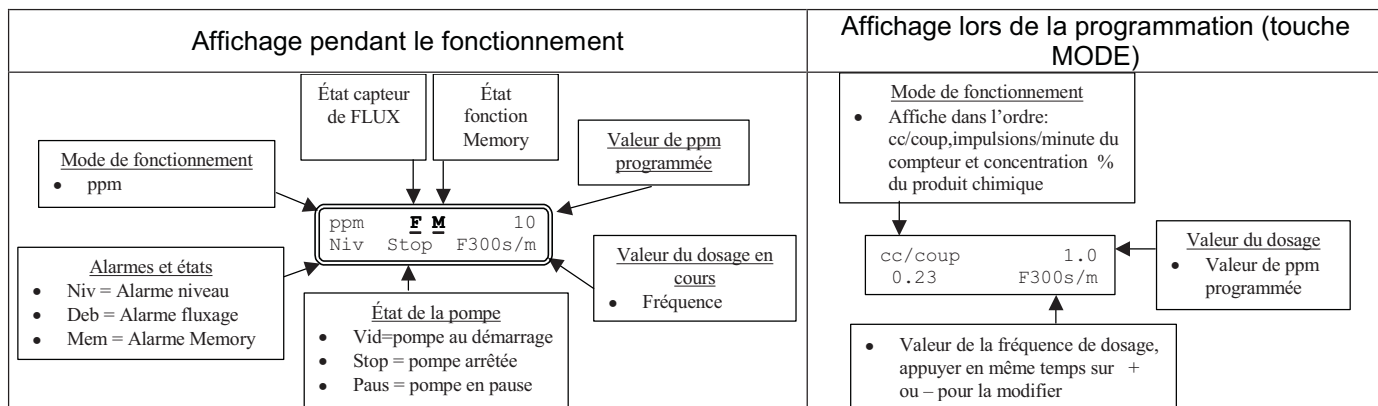 Affichage pendant le fonctionnement
Affichage lors de la programmation (touche
MODE)
État capteur
de FLUX
État
fonction
Memory
Mode de fonctionnement
• ppm
Valeur de ppm
programmée
ppm F M 10
Niv Stop F300s/m
Alarmes et états
• Niv = Alarme niveau
• Deb = Alarme fluxage
• Mem = Alarme Memory
État de la pompe
• Vid=pompe au démarrage
• Stop = pompe arrêtée
• Paus = pompe en pause
Valeur du dosage en
cours
• Fréquence
Mode de fonctionnement
• Affiche dans l’ordre:
cc/coup,impulsions/minute du
compteur et concentration %
du produit chimique
cc/coup 1.0
0.23 F300s/m
Valeur du dosage
• Valeur de ppm
programmée
• Valeur de la fréquence de dosage,
appuyer en même temps sur +
ou – pour la modifier